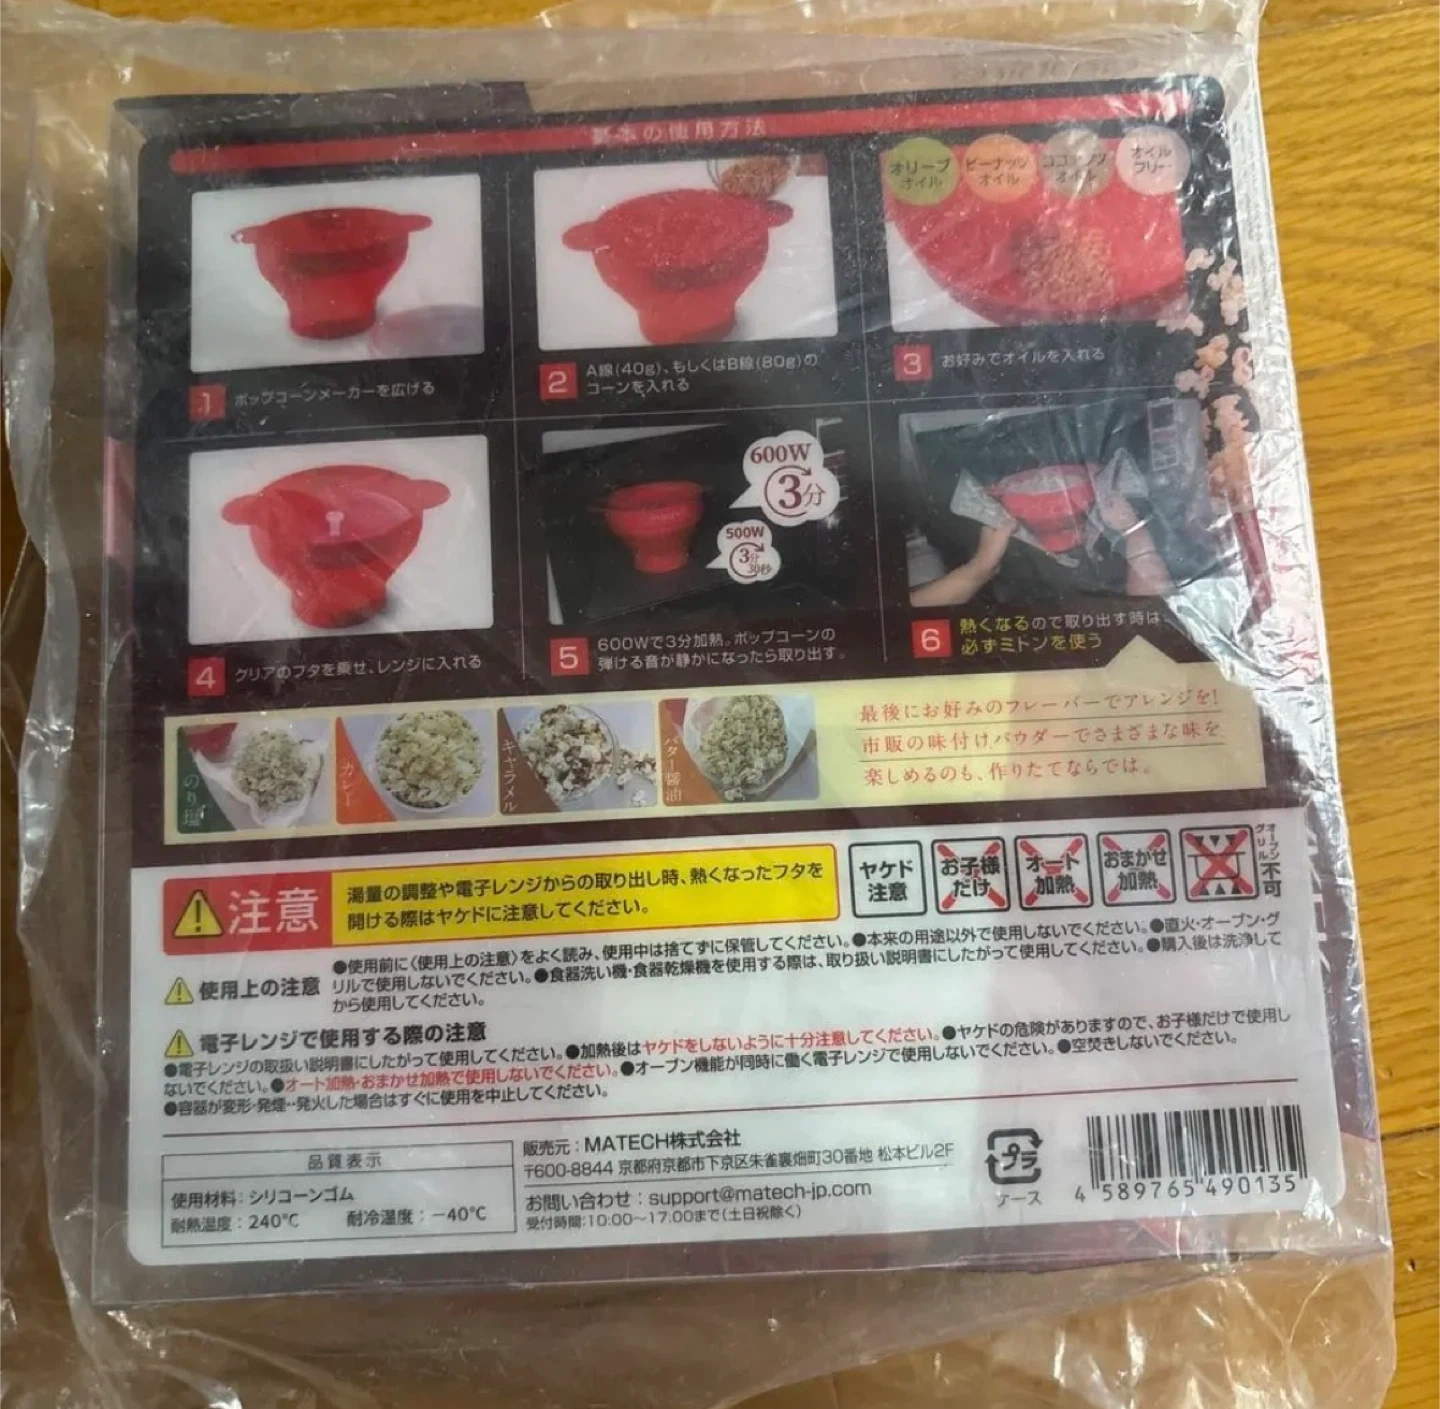 基本の使用方法
オリーブ
オイル
ピーナッツ
オイル
ココナッツ
オイル
オイル
フリー
1 ポップコーンメーカーを広げる
2 A線(40g)、もしくはB線(80g)の
コーンを入れる
3 お好みでオイルを入れる
600W
3分
500W
3分
30秒
4 クリアのフタを乗せ、レンジに入れる
5 600Wで3分加熱。ポップコーンの
弾ける音が静かになったら取り出す。
6 熱くなるので取り出す時は
必ずミトンを使う
のり塩
カレー
キャラメル
バター醤油
最後にお好みのフレーバーでアレンジを!
市販の味付けパウダーでさまざまな味を
楽しめるのも、作りたてならでは。
注意
湯量の調整や電子レンジからの取り出し時、熱くなったフタを
開ける際はヤケドに注意してください。
ヤケド
注意
お子様
だけ
オート
加熱
おまかせ
加熱
オーブン
グリル
不可
使用上の注意
●使用前に〈使用上の注意〉をよく読み、使用中は捨てずに保管してください。●本来の用途以外で使用しないでください。●直火・オーブン・グ
リルで使用しないでください。●食器洗い機・食器乾燥機を使用する際は、取り扱い説明書にしたがって使用してください。●購入後は洗浄して
から使用してください。
電子レンジで使用する際の注意
●電子レンジの取扱い説明書にしたがって使用してください。●加熱後はヤケドをしないように十分注意してください。●ヤケドの危険がありますので、お子様だけで使用し
ないでください。●オート加熱・おまかせ加熱で使用しないでください。●オーブン機能が同時に働く電子レンジで使用しないでください。●空焚きしないでください。
●容器が変形・発煙・発火した場合はすぐに使用を中止してください。
品質表示
使用材料:シリコーンゴム
耐熱温度:240℃ 耐冷温度:-40℃
販売元:MATECH株式会社
〒600-8844 京都府京都市下京区朱雀裏畑町30番地 松本ビル2F
お問い合わせ:support@matech-jp.com
受付時間:10:00～17:00まで(土日祝除く)
プラ
ケース
4 589765 490135